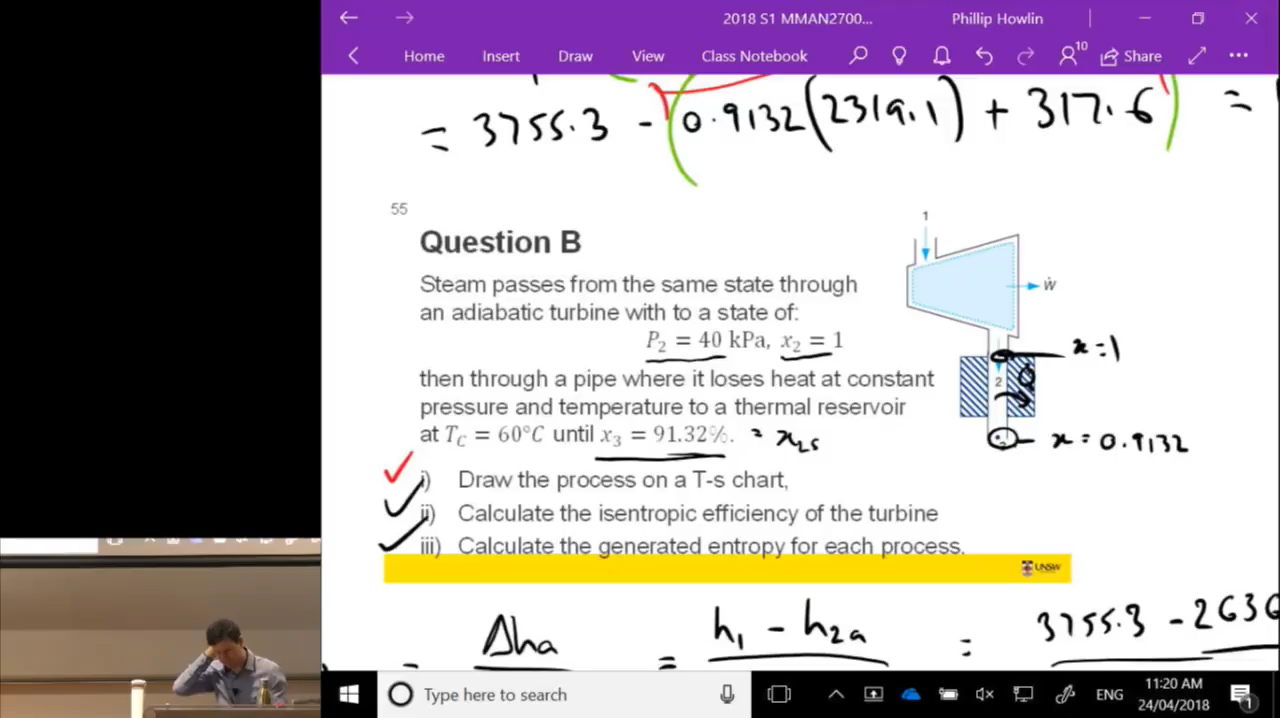 2018 S1 MMAN2700... Phillip Howlin
Home Insert Draw View Class Notebook 10 Share
= 3755.3 - (0.9132(2319.1) + 317.6) =
55
Question B
1
Steam passes from the same state through
an adiabatic turbine with to a state of:
Ẇ
P₂ = 40 kPa, x₂ = 1
x=1
then through a pipe where it loses heat at constant
2 Q
pressure and temperature to a thermal reservoir
at T_C = 60°C until x₃ = 91.32%. = x₂s
x = 0.9132
i) Draw the process on a T-s chart,
ii) Calculate the isentropic efficiency of the turbine
iii) Calculate the generated entropy for each process.
UNSW
= Δha = h₁ - h₂a = 3755.3 - 2636
Type here to search
ENG
11:20 AM
24/04/2018
1